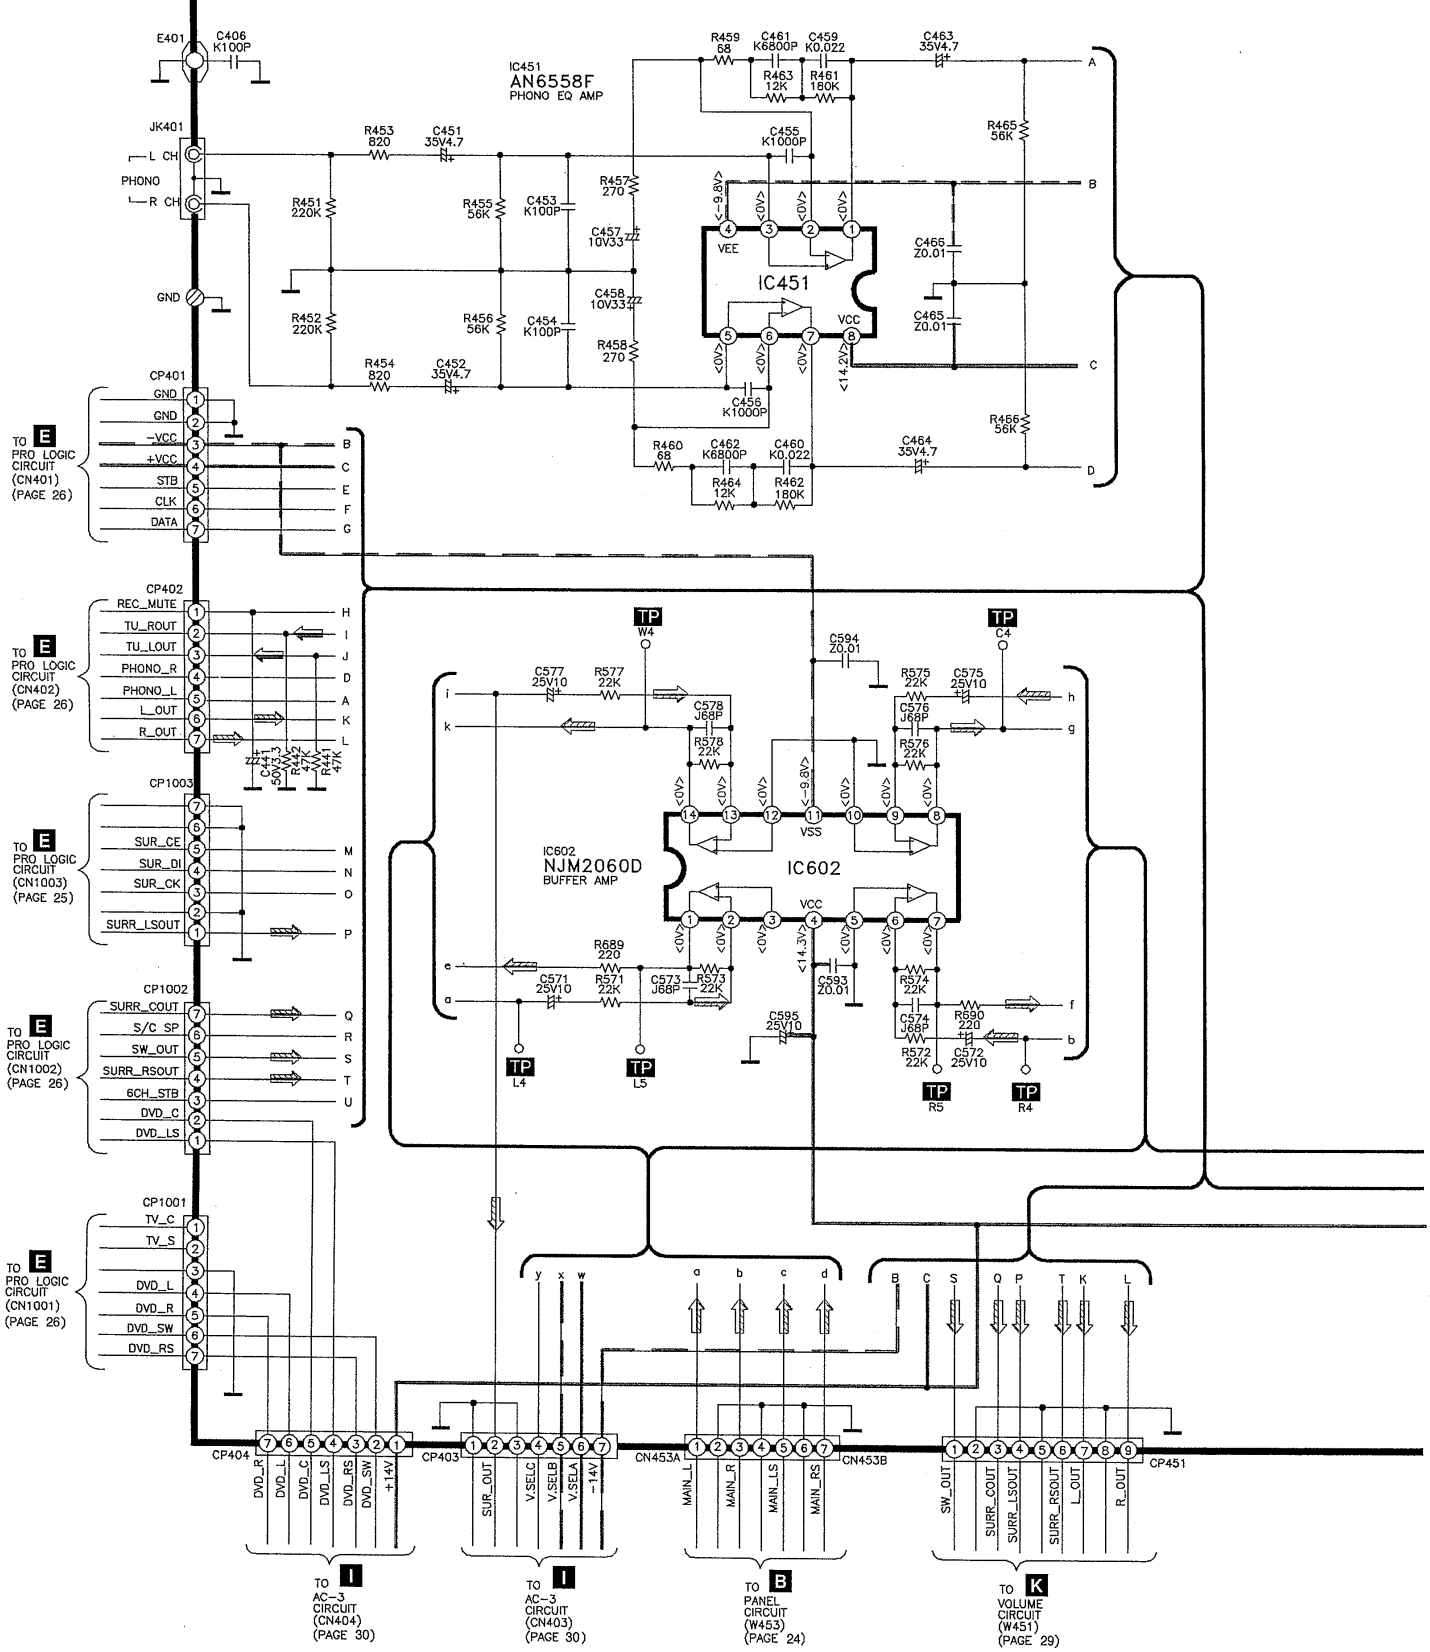 E401
C406
K100P
IC451
AN6558F
PHONO EQ AMP
R459
68
C461
K6800P
C459
K0.022
C463
35V4.7
R463
12K
R461
180K
A
JK401
L CH
PHONO
R CH
R453
820
C451
35V4.7
C455
K1000P
R465
56K
R451
220K
R455
56K
C453
K100P
R457
270
C457
10V33
<-9.8V>
<0V>
<0V>
<0V>
B
4
3
2
1
VEE
IC451
C466
Z0.01
GND
R452
220K
R456
56K
C454
K100P
C458
10V33
R458
270
VCC
5
6
7
8
<0V>
<0V>
<0V>
<14.2V>
C465
Z0.01
C
R454
820
C452
35V4.7
C456
K1000P
R466
56K
R460
68
C462
K6800P
C460
K0.022
C464
35V4.7
R464
12K
R462
180K
D
CP401
TO E
PRO LOGIC
CIRCUIT
(CN401)
(PAGE 26)
GND 1
GND 2
-VCC 3 B
+VCC 4 C
STB 5 E
CLK 6 F
DATA 7 G
CP402
TO E
PRO LOGIC
CIRCUIT
(CN402)
(PAGE 26)
REC_MUTE 1 H
TU_ROUT 2 I
TU_LOUT 3 J
PHONO_R 4 D
PHONO_L 5 A
L_OUT 6 K
R_OUT 7 L
C441
50V3.3
R442
47K
R441
47K
CP1003
TO E
PRO LOGIC
CIRCUIT
(CN1003)
(PAGE 25)
7
6
SUR_CE 5 M
SUR_DI 4 N
SUR_CK 3 O
2
SURR_LSOUT 1 P
CP1002
TO E
PRO LOGIC
CIRCUIT
(CN1002)
(PAGE 26)
SURR_COUT 7 Q
S/C SP 6 R
SW_OUT 5 S
SURR_RSOUT 4 T
6CH_STB 3 U
DVD_C 2
DVD_LS 1
CP1001
TO E
PRO LOGIC
CIRCUIT
(CN1001)
(PAGE 26)
TV_C 1
TV_S 2
3
DVD_L 4
DVD_R 5
DVD_SW 6
DVD_RS 7
TP
W4
TP
C4
C594
Z0.01
i
C577
25V10
R577
22K
C578
J68P
R578
22K
k
R575
22K
C575
25V10
C576
J68P
R576
22K
h
g
<0V>
<0V>
<0V>
<-9.8V>
<0V>
<0V>
<0V>
14
13
12
11
10
9
8
VSS
IC602
NJM2060D
BUFFER AMP
IC602
VCC
1
2
3
4
5
6
7
<0V>
<0V>
<0V>
<14.3V>
<0V>
<0V>
<0V>
e
R689
220
a
C571
25V10
R571
22K
C573
J68P
R573
22K
C593
Z0.01
C595
25V10
R574
22K
C574
J68P
R690
220
R572
22K
C572
25V10
f
b
TP
L4
TP
L5
TP
R5
TP
R4
y
x
w
a
b
c
d
B
C
S
Q
P
T
K
L
CP404
7
6
5
4
3
2
1
DVD_R
DVD_L
DVD_C
DVD_LS
DVD_RS
DVD_SW
+14V
CP403
1
2
3
4
5
6
7
SUR_OUT
V.SELC
V.SELB
V.SELA
-14V
CN453A
1
2
3
4
5
6
7
CN453B
MAIN_L
MAIN_R
MAIN_LS
MAIN_RS
1
2
3
4
5
6
7
8
9
CP451
SW_OUT
SURR_COUT
SURR_LSOUT
SURR_RSOUT
L_OUT
R_OUT
TO I
AC-3
CIRCUIT
(CN404)
(PAGE 30)
TO I
AC-3
CIRCUIT
(CN403)
(PAGE 30)
TO B
PANEL
CIRCUIT
(W453)
(PAGE 24)
TO K
VOLUME
CIRCUIT
(W451)
(PAGE 29)